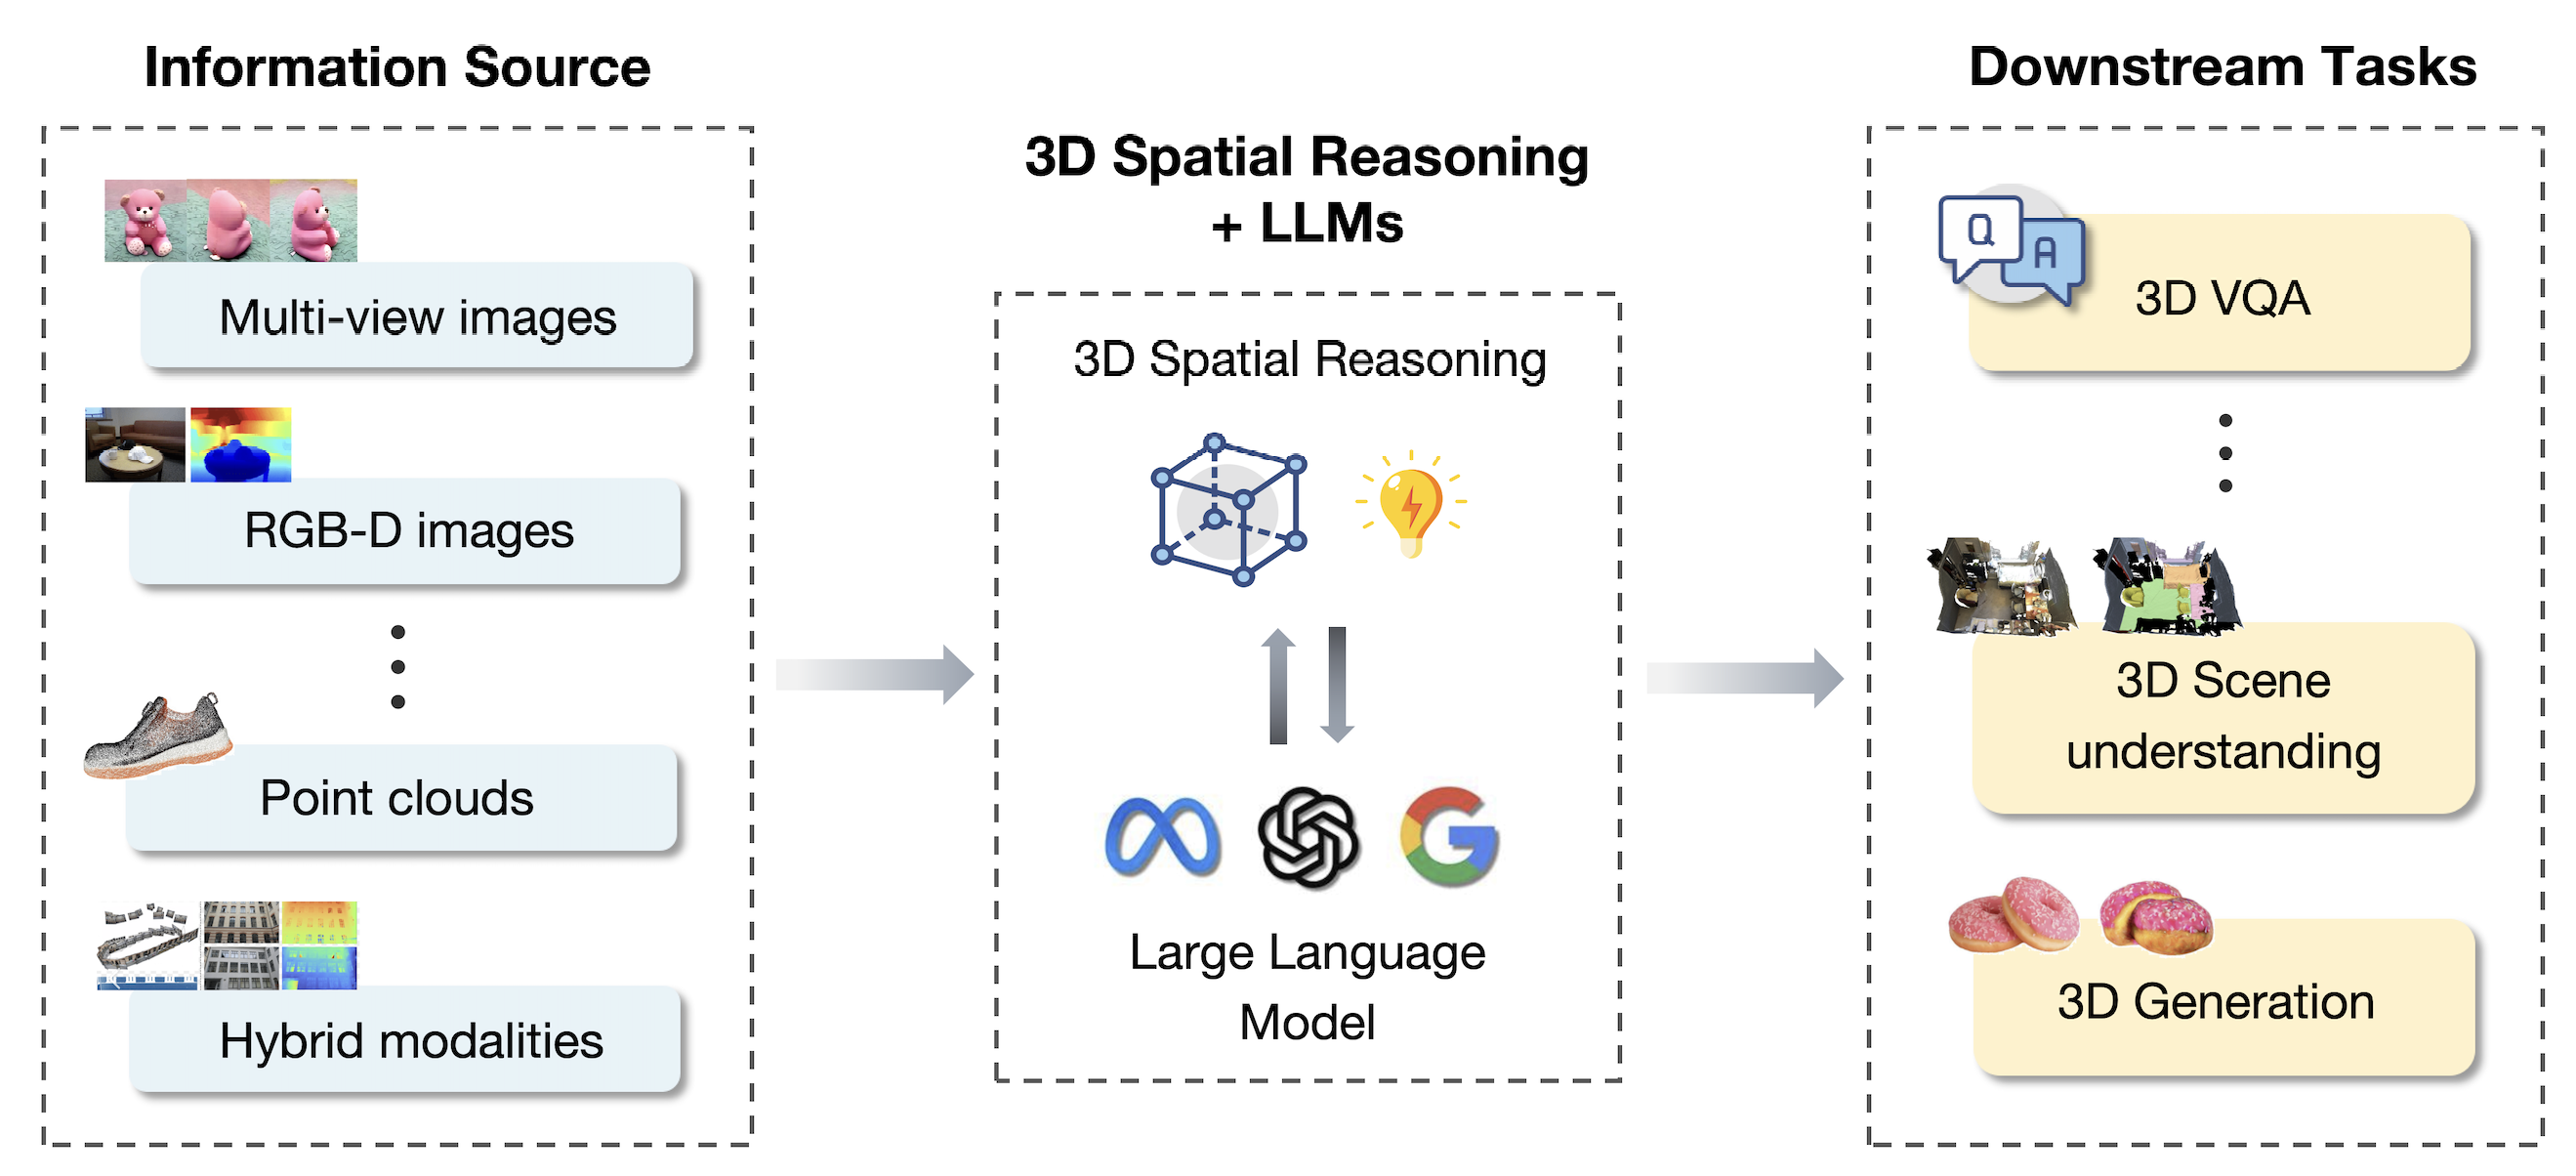 Information Source
Multi-view images
RGB-D images
Point clouds
Hybrid modalities
3D Spatial Reasoning
+ LLMs
3D Spatial Reasoning
Large Language
Model
Downstream Tasks
Q
A
3D VQA
3D Scene
understanding
3D Generation